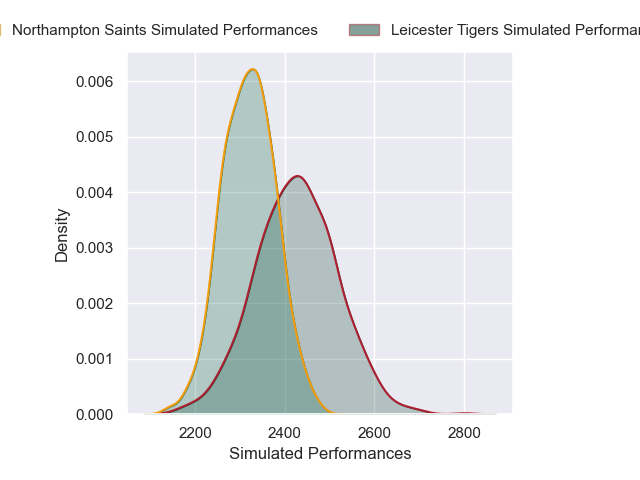 Northampton Saints Simulated Performances
Leicester Tigers Simulated
0.006
0.005
0.004
0.003
0.002
0.001
0.000
Density
2200 2400 2600 2800
Simulated Performances